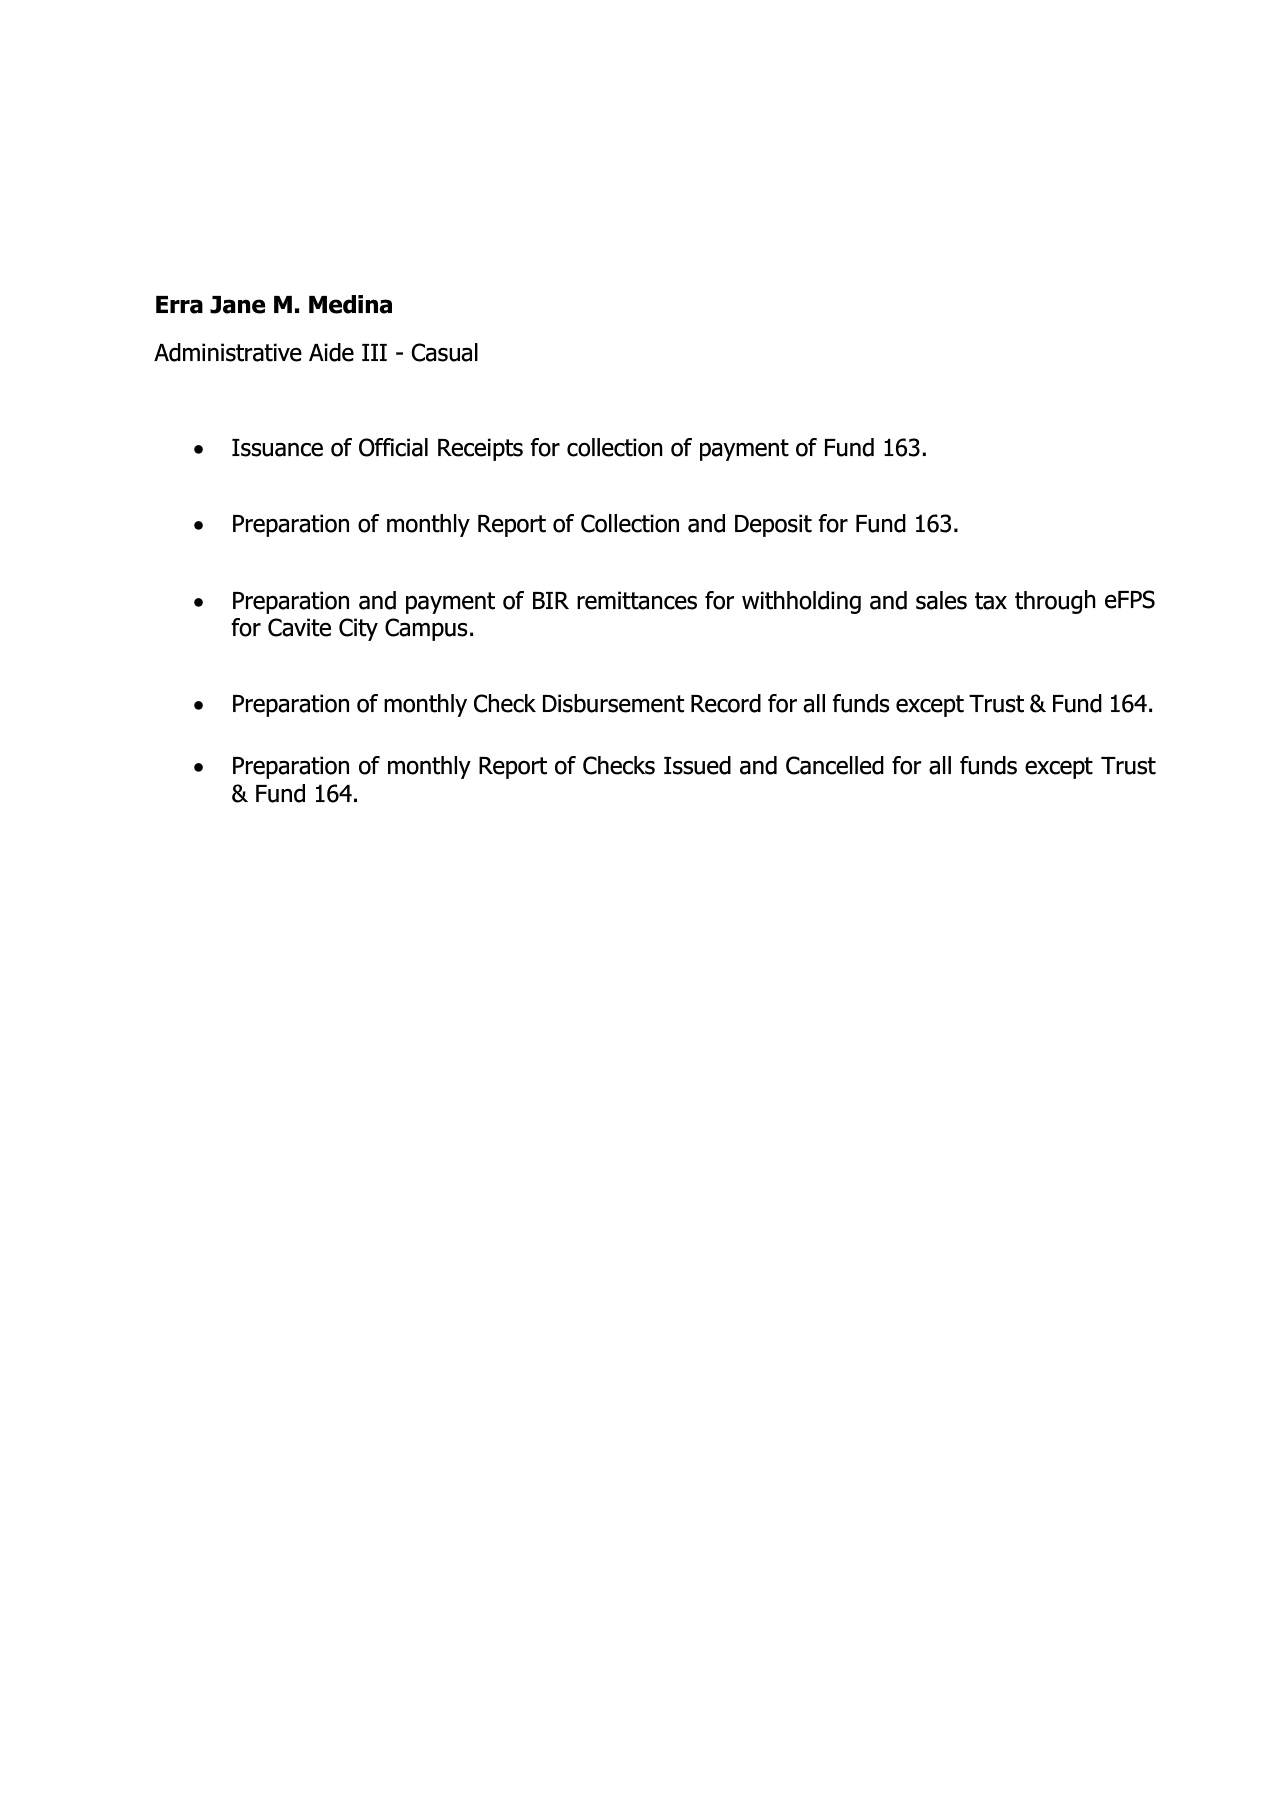 Erra Jane M. Medina
Administrative Aide III - Casual
• Issuance of Official Receipts for collection of payment of Fund 163.
• Preparation of monthly Report of Collection and Deposit for Fund 163.
• Preparation and payment of BIR remittances for withholding and sales tax through eFPS
for Cavite City Campus.
• Preparation of monthly Check Disbursement Record for all funds except Trust & Fund 164.
• Preparation of monthly Report of Checks Issued and Cancelled for all funds except Trust
& Fund 164.